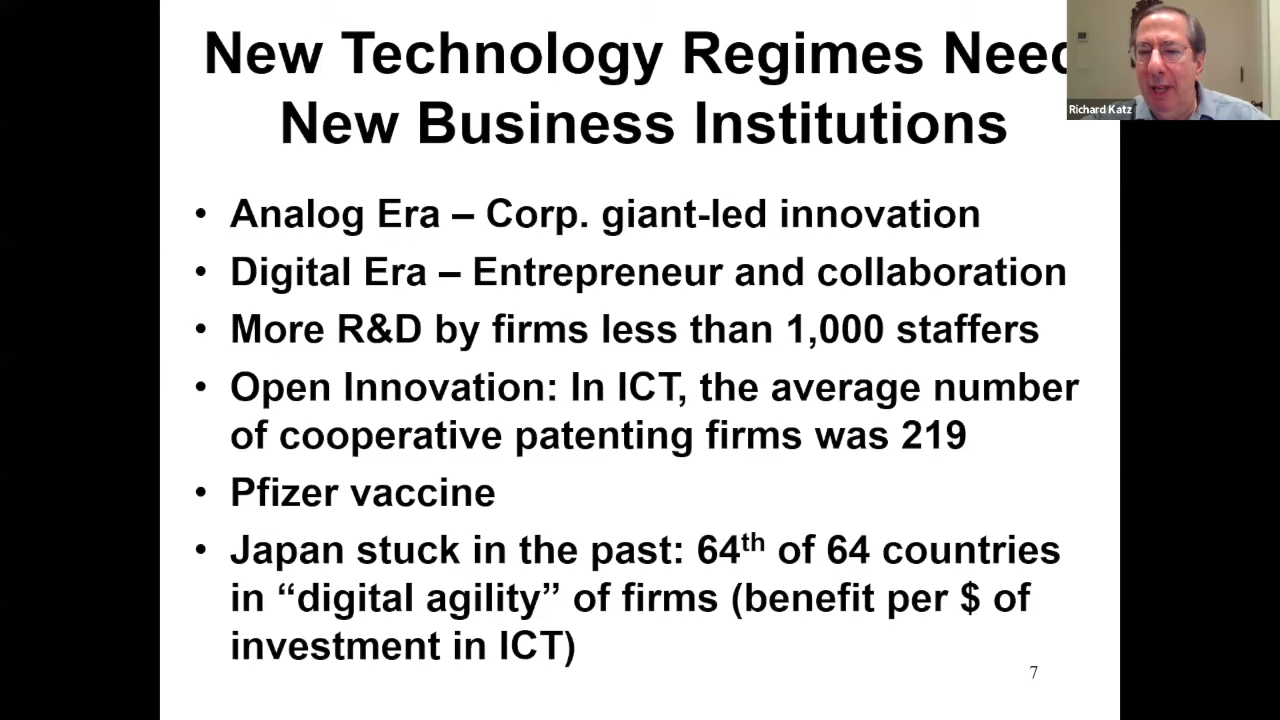 New Technology Regimes Need
New Business Institutions
Richard Katz
• Analog Era – Corp. giant-led innovation
• Digital Era – Entrepreneur and collaboration
• More R&D by firms less than 1,000 staffers
• Open Innovation: In ICT, the average number
of cooperative patenting firms was 219
• Pfizer vaccine
• Japan stuck in the past: 64th of 64 countries
in “digital agility” of firms (benefit per $ of
investment in ICT)
7